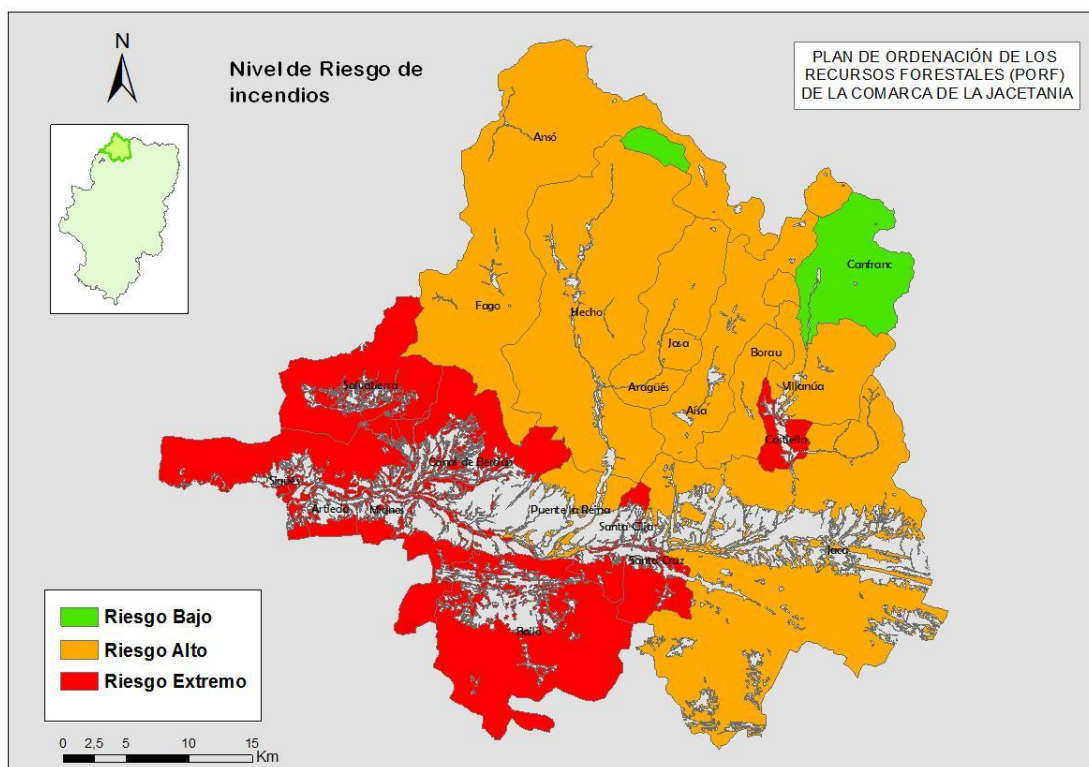 N
Nivel de Riesgo de
incendios
PLAN DE ORDENACIÓN DE LOS
RECURSOS FORESTALES (PORF)
DE LA COMARCA DE LA JACETANIA
Ansó
Canfranc
Fago
Hecho
Jasa
Borau
Aragüés
Villanúa
Salvatierra
Aísa
Castiello
Canal de Berdún
Sigüés
Artieda
Mianos
Puente la Reina
Santa Cilia
Jaca
Santa Cruz
Bailo
Riesgo Bajo
Riesgo Alto
Riesgo Extremo
0 2,5 5 10 15
Km